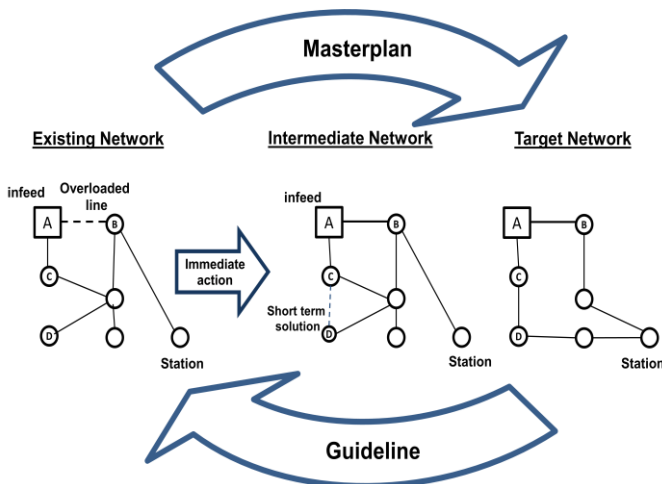 Masterplan
Existing Network
Intermediate Network
Target Network
infeed
Overloaded
line
A
B
C
D
Station
Immediate
action
infeed
A
B
C
Short term
solution
D
Station
A
B
C
D
Station
Guideline